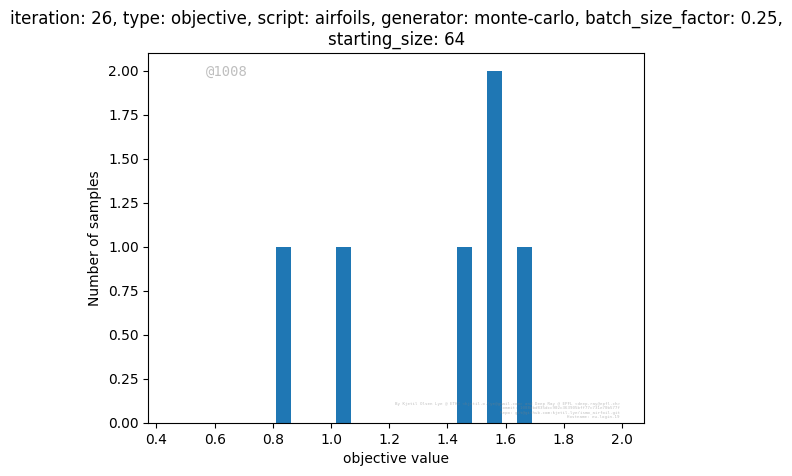 iteration: 26, type: objective, script: airfoils, generator: monte-carlo, batch_size_factor: 0.25,
starting_size: 64
@1008
2.00
1.75
1.50
1.25
1.00
0.75
0.50
0.25
0.00
Number of samples
0.4 0.6 0.8 1.0 1.2 1.4 1.6 1.8 2.0
objective value